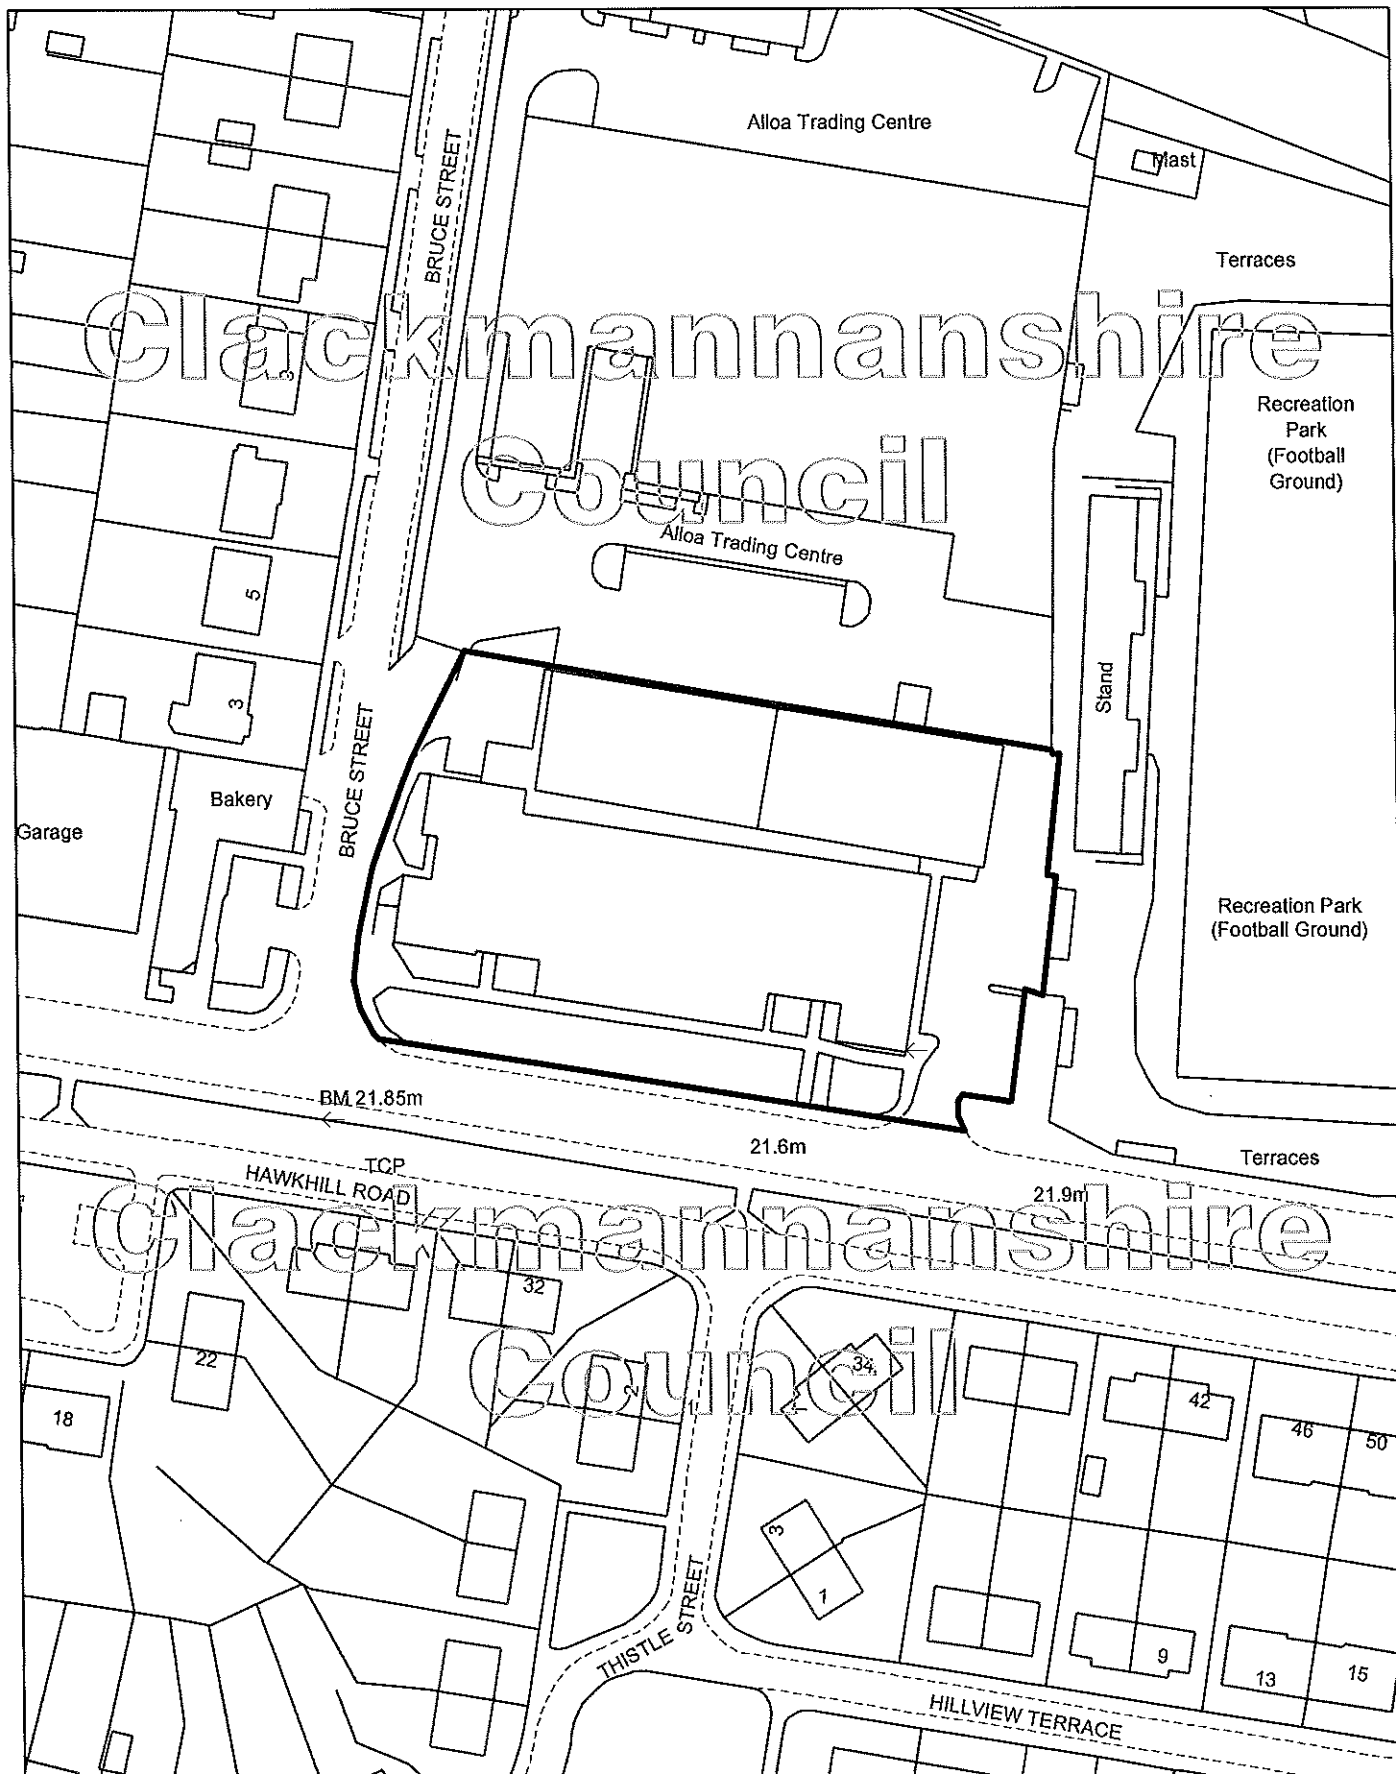 Alloa Trading Centre
Mast
BRUCE STREET
Terraces
Clackmannanshire
Council
3
Recreation
Park
(Football
Ground)
Alloa Trading Centre
5
Stand
3
BRUCE STREET
Bakery
Garage
Recreation Park
(Football Ground)
BM 21.85m
21.6m
Terraces
TCP
HAWKHILL ROAD
21.9m
Clackmannanshire
Council
32
22
2
34
18
1
42
46
50
3
7
THISTLE STREET
9
13
15
HILLVIEW TERRACE